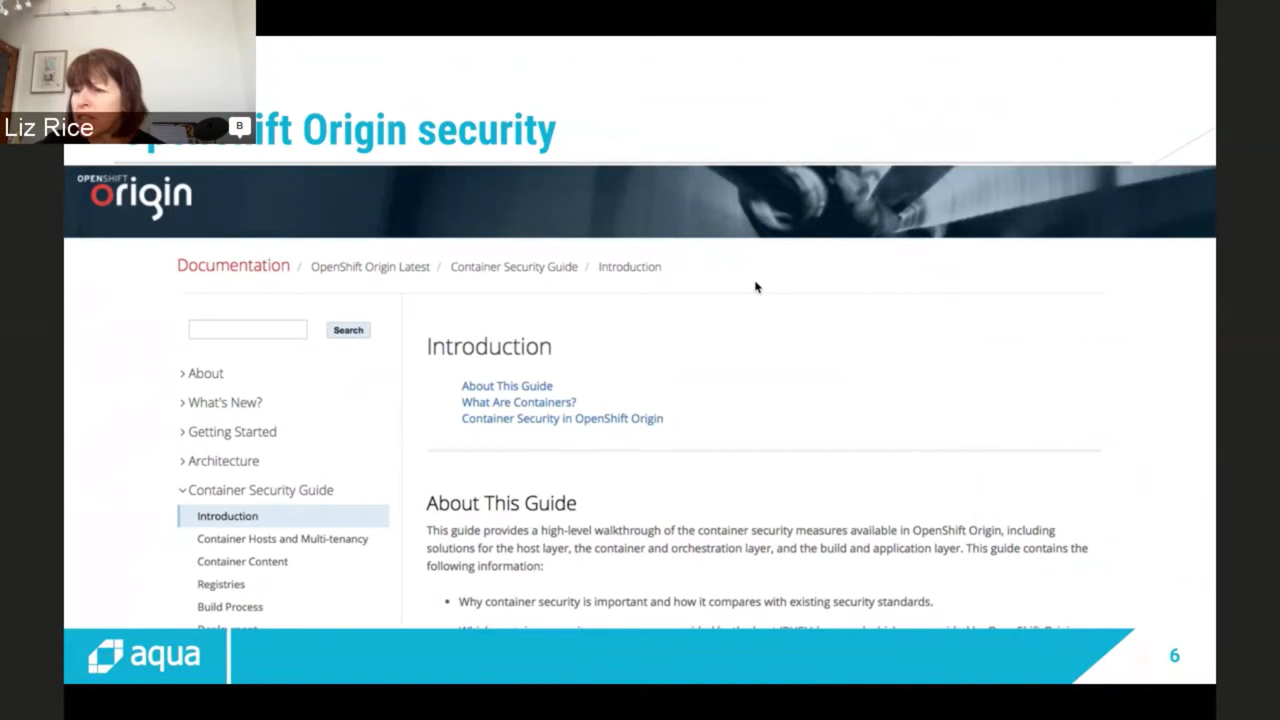 Liz Rice
B
ift Origin security
OPENSHIFT
origin
Documentation / OpenShift Origin Latest / Container Security Guide / Introduction
Search
> About
> What's New?
> Getting Started
> Architecture
Container Security Guide
Introduction
Container Hosts and Multi-tenancy
Container Content
Registries
Build Process
Introduction
About This Guide
What Are Containers?
Container Security in OpenShift Origin
About This Guide
This guide provides a high-level walkthrough of the container security measures available in OpenShift Origin, including
solutions for the host layer, the container and orchestration layer, and the build and application layer. This guide contains the
following information:
• Why container security is important and how it compares with existing security standards.
aqua
6